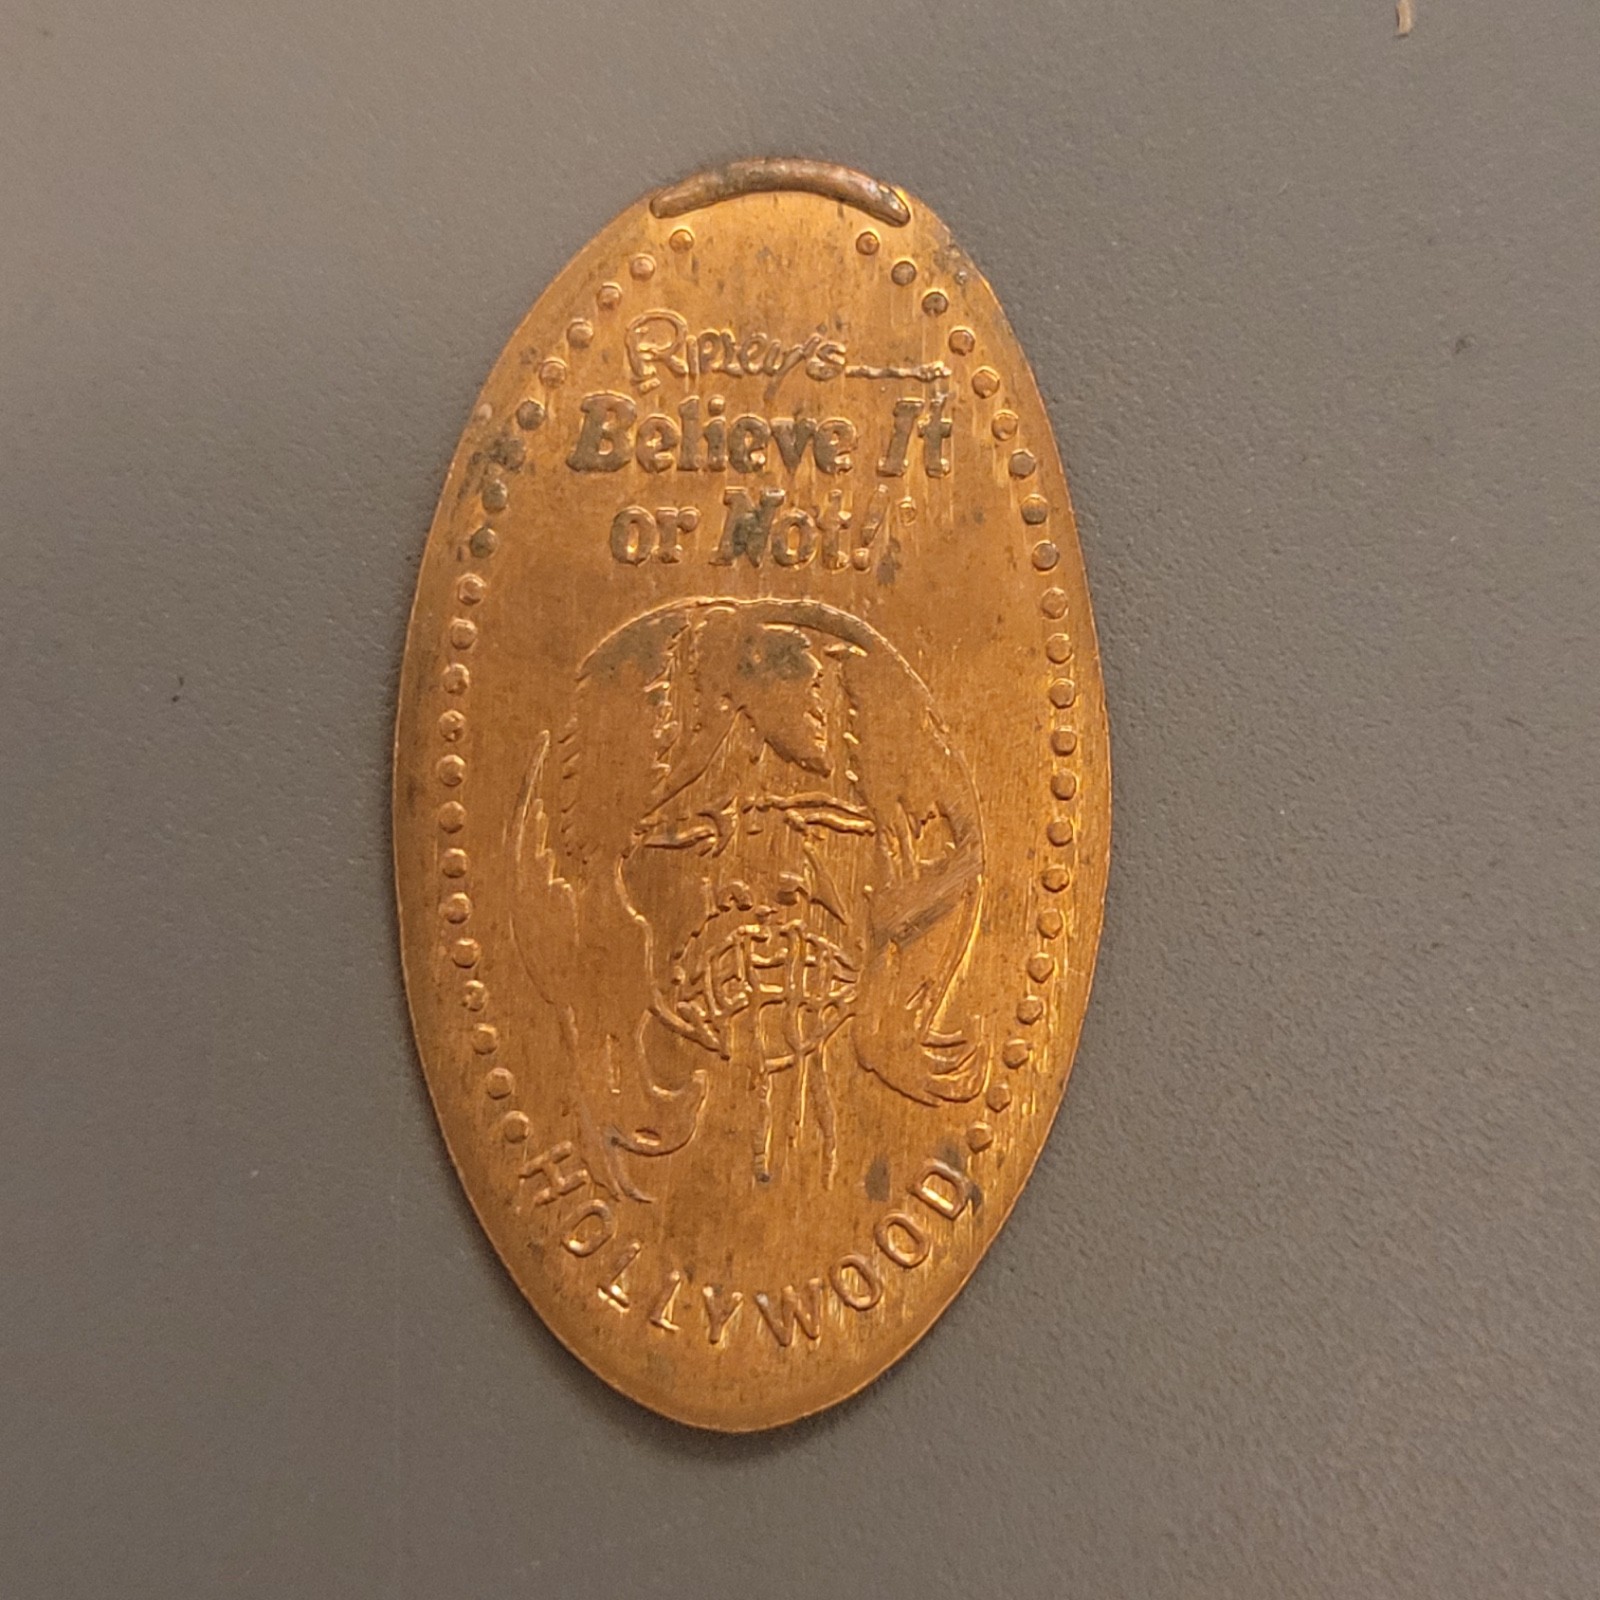 Ripley's
Believe It
or Not!
HOLLYWOOD